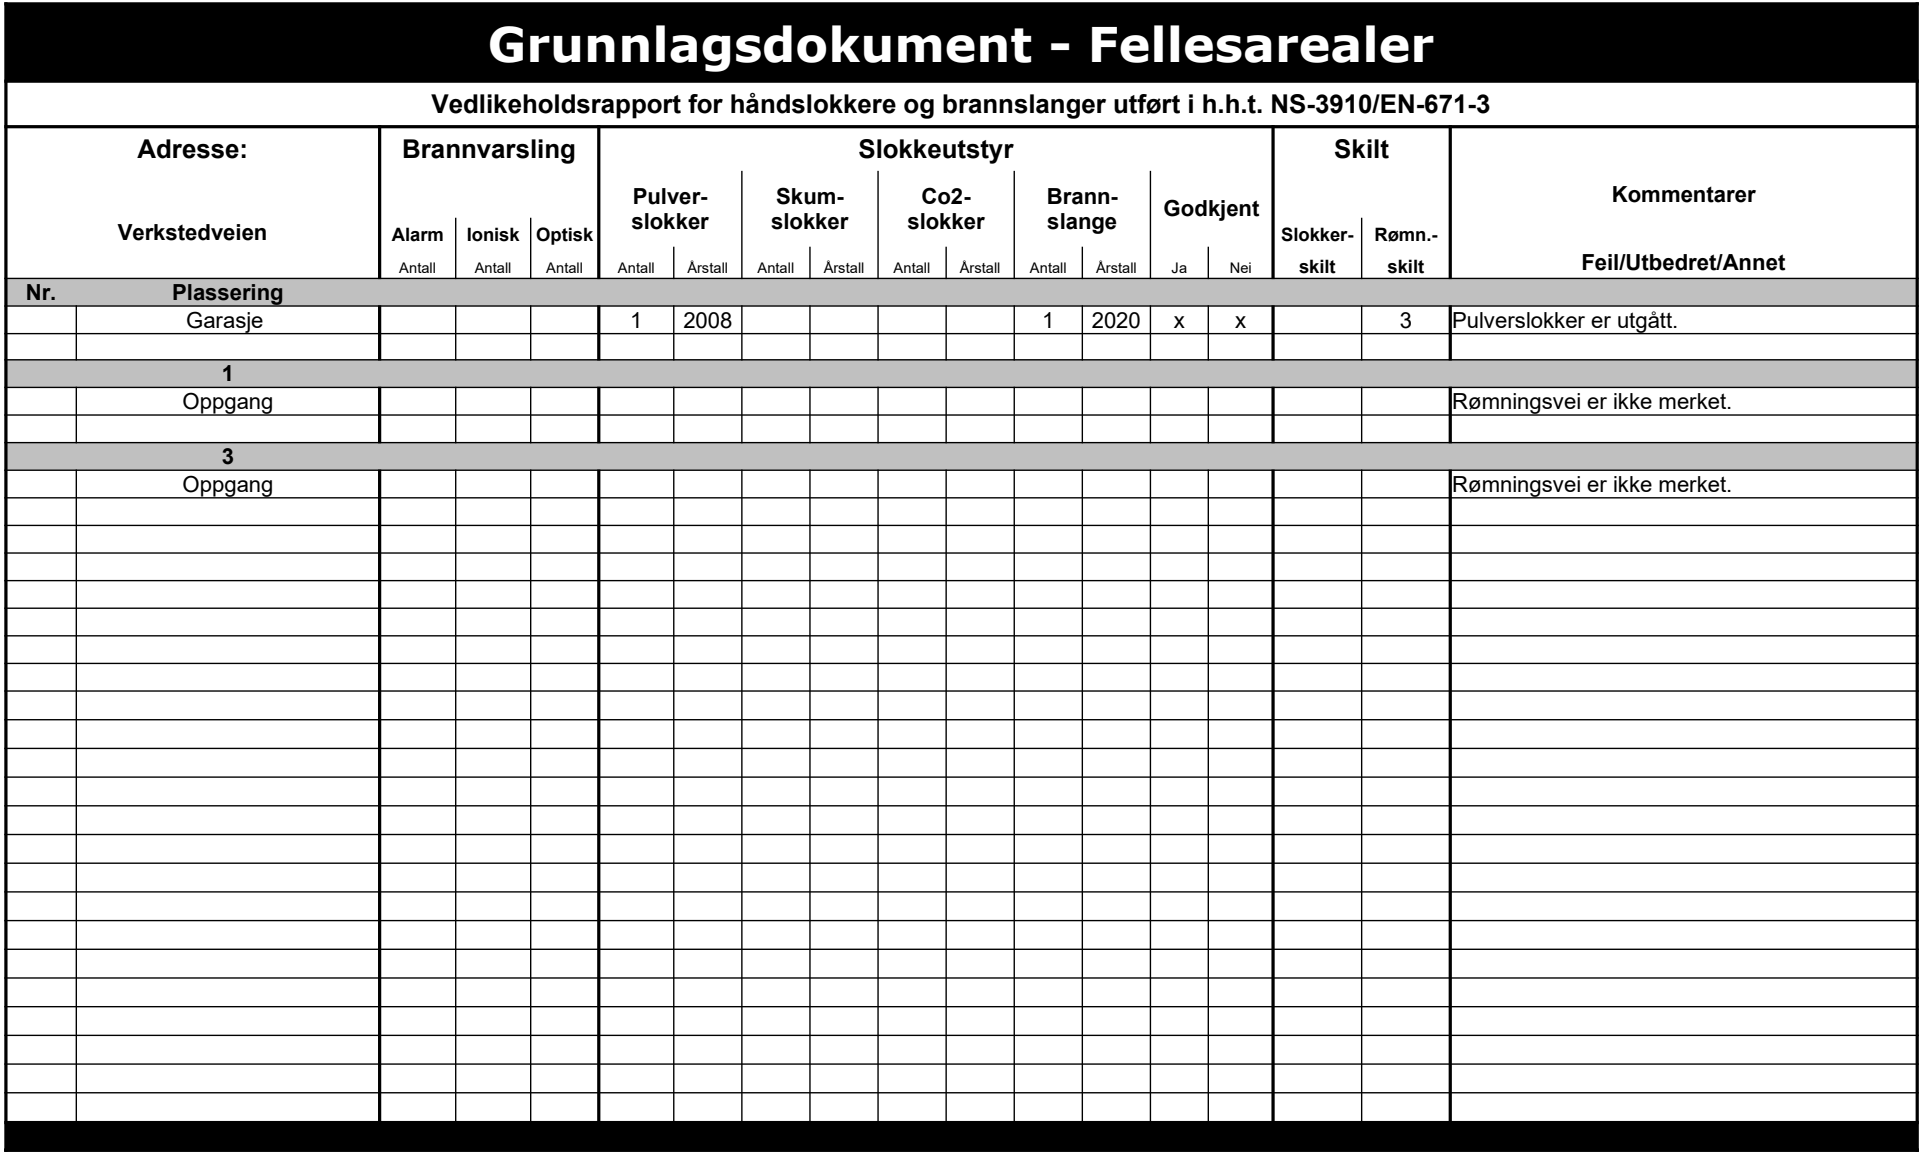 Grunnlagsdokument - Fellesarealer
Vedlikeholdsrapport for håndslokkere og brannslanger utført i h.h.t. NS-3910/EN-671-3
Adresse: Brannvarsling Slokkeutstyr Skilt
Pulver- Skum- Co2- Brann- Kommentarer
slokker slokker slokker slange Godkjent
Verkstedveien Alarm Ionisk Optisk Slokker- Rømn.-
Antall Antall Antall Antall Årstall Antall Årstall Antall Årstall Antall Årstall Ja Nei skilt skilt Feil/Utbedret/Annet
Nr. Plassering
Garasje 1 2008 1 2020 x x 3 Pulverslokker er utgått.
1
Oppgang Rømningsvei er ikke merket.
3
Oppgang Rømningsvei er ikke merket.